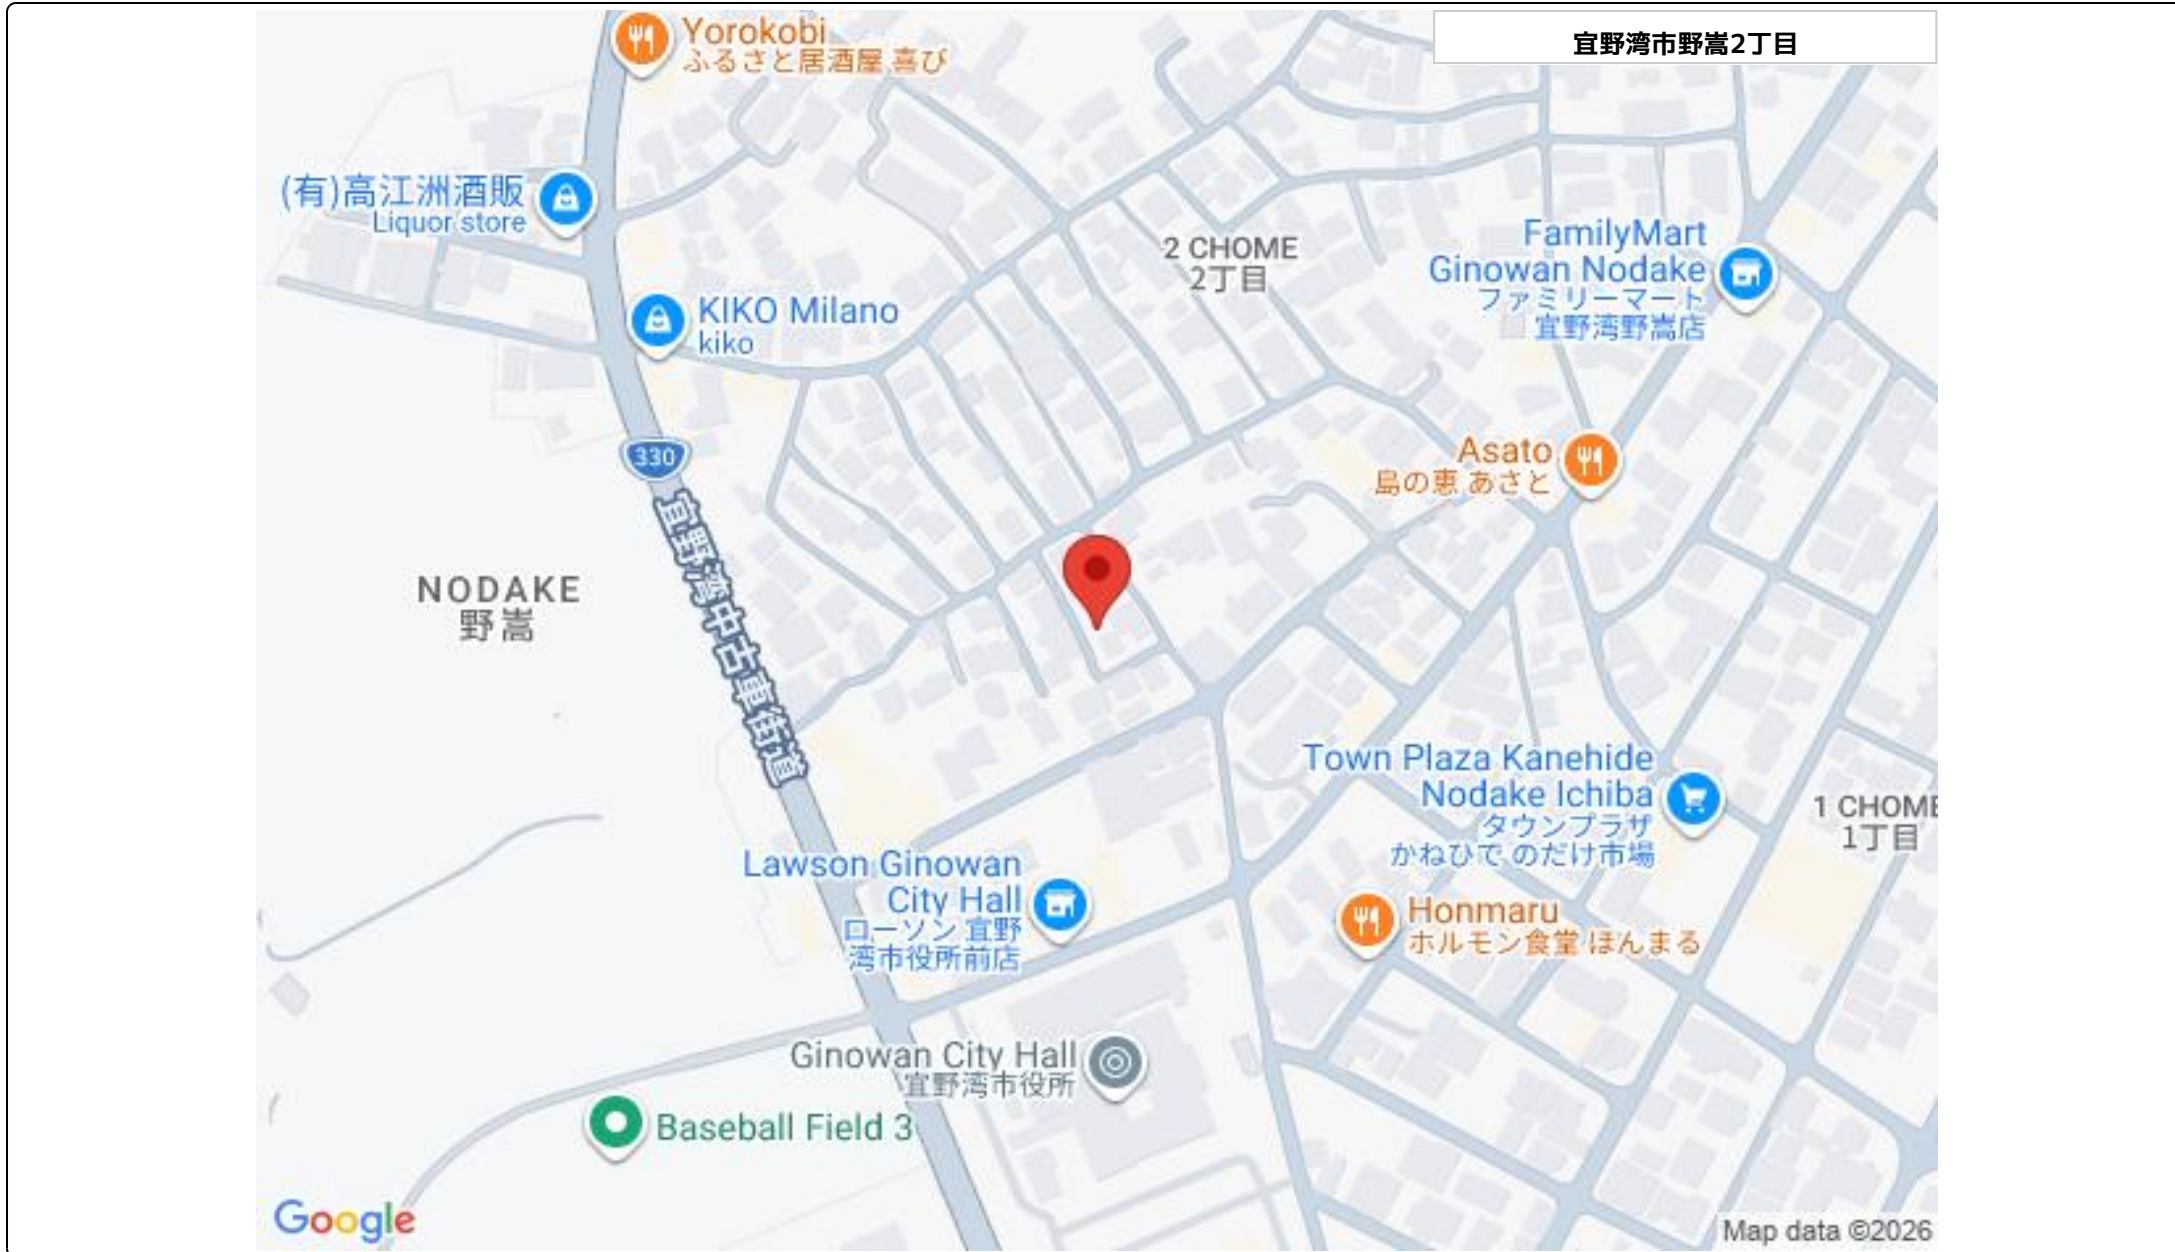 宜野湾市野嵩2丁目
Yorokobi
ふるさと居酒屋 喜び
(有)高江洲酒販
Liquor store
2 CHOME
2丁目
FamilyMart
Ginowan Nodake
ファミリーマート
宜野湾野嵩店
KIKO Milano
kiko
330
Asato
島の恵 あさと
宜野湾中古車街道
NODAKE
野嵩
Town Plaza Kanehide
Nodake Ichiba
タウンプラザ
かねひで のだけ市場
1 CHOME
1丁目
Lawson Ginowan
City Hall
ローソン 宜野
湾市役所前店
Honmaru
ホルモン食堂 ほんまる
Ginowan City Hall
宜野湾市役所
Baseball Field 3
Google
Map data ©2026